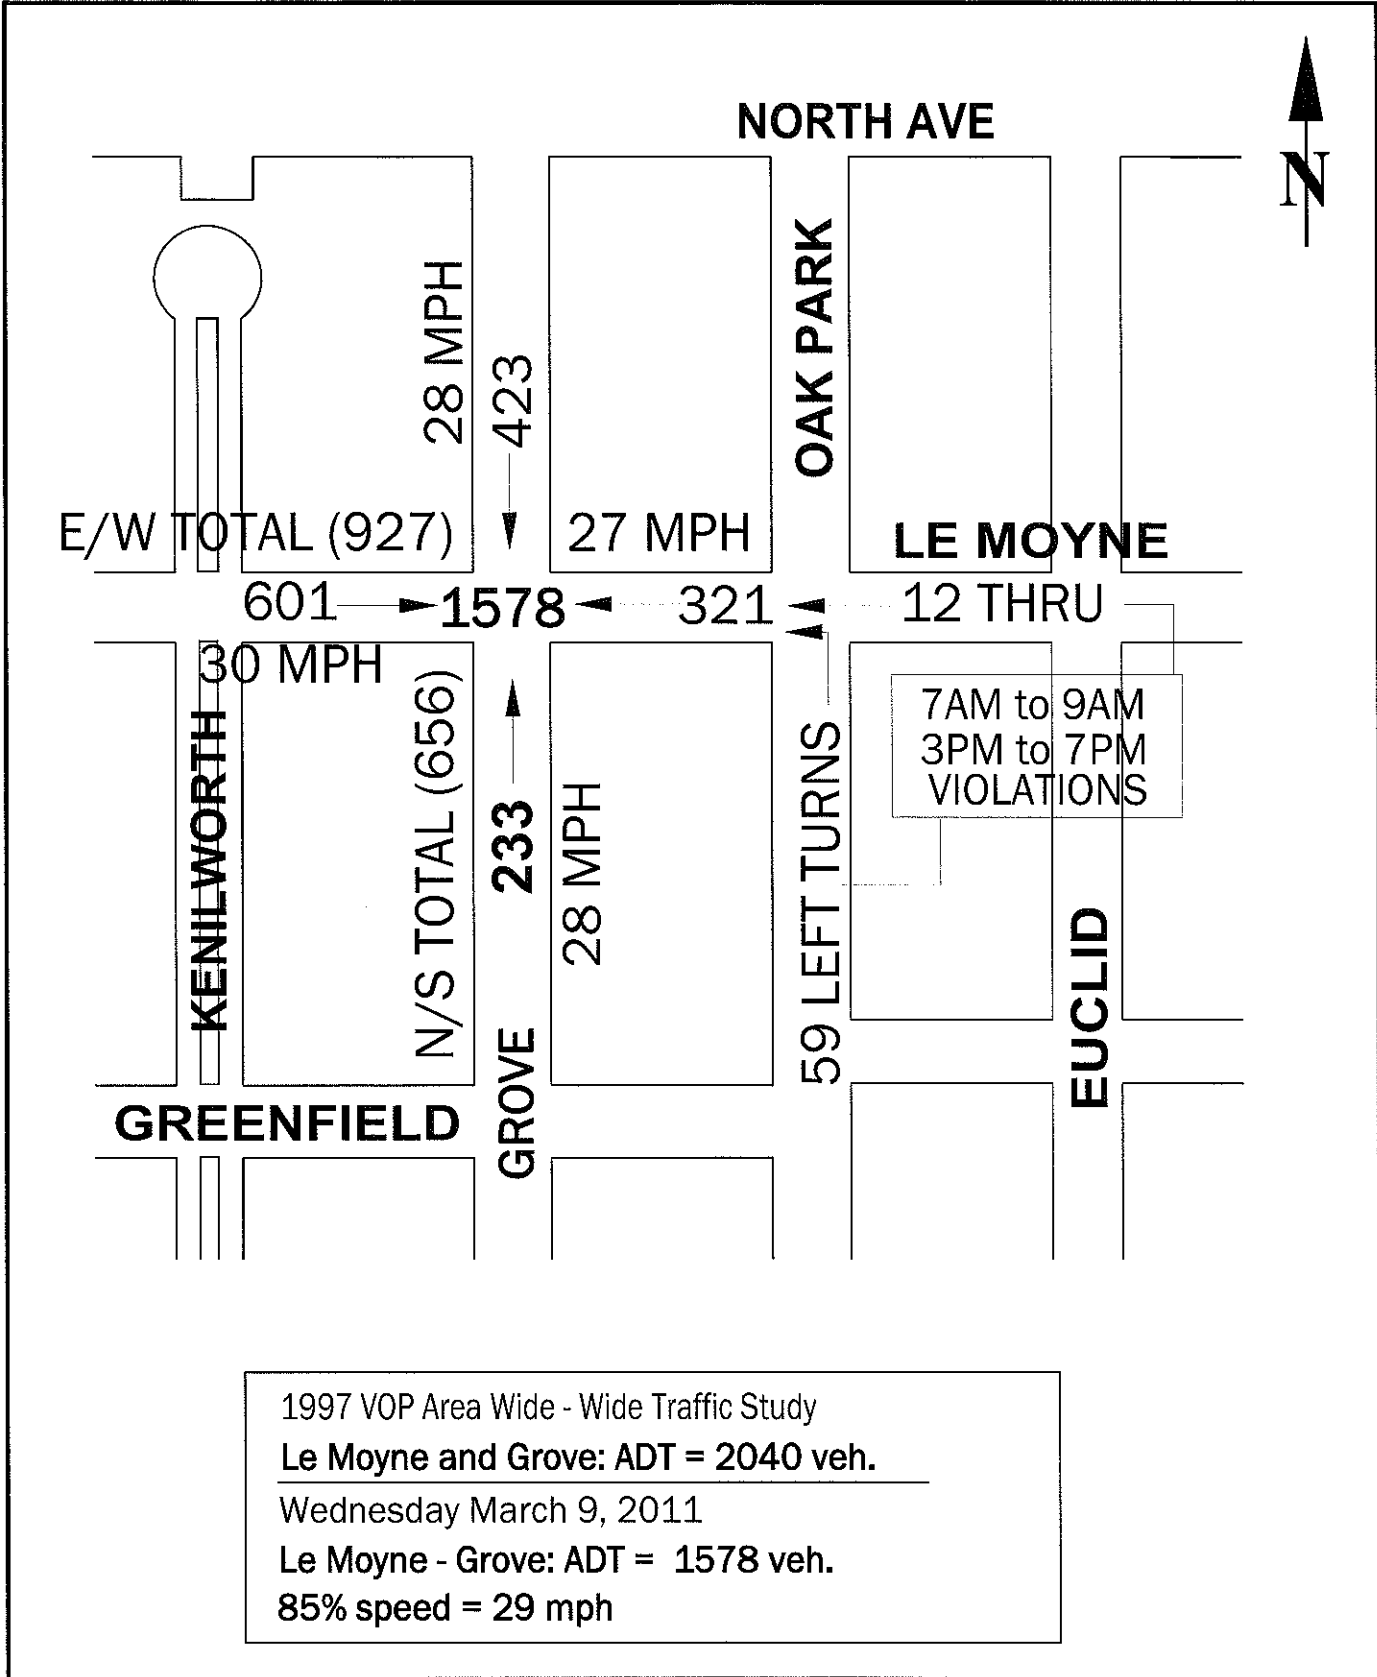 NORTH AVE
N
OAK PARK
28 MPH
423
E/W TOTAL (927)
27 MPH
LE MOYNE
601
1578
321
12 THRU
30 MPH
7AM to 9AM
3PM to 7PM
VIOLATIONS
KENILWORTH
N/S TOTAL (656)
233
28 MPH
59 LEFT TURNS
EUCLID
GREENFIELD
GROVE
1997 VOP Area Wide - Wide Traffic Study
Le Moyne and Grove: ADT = 2040 veh.
Wednesday March 9, 2011
Le Moyne - Grove: ADT = 1578 veh.
85% speed = 29 mph